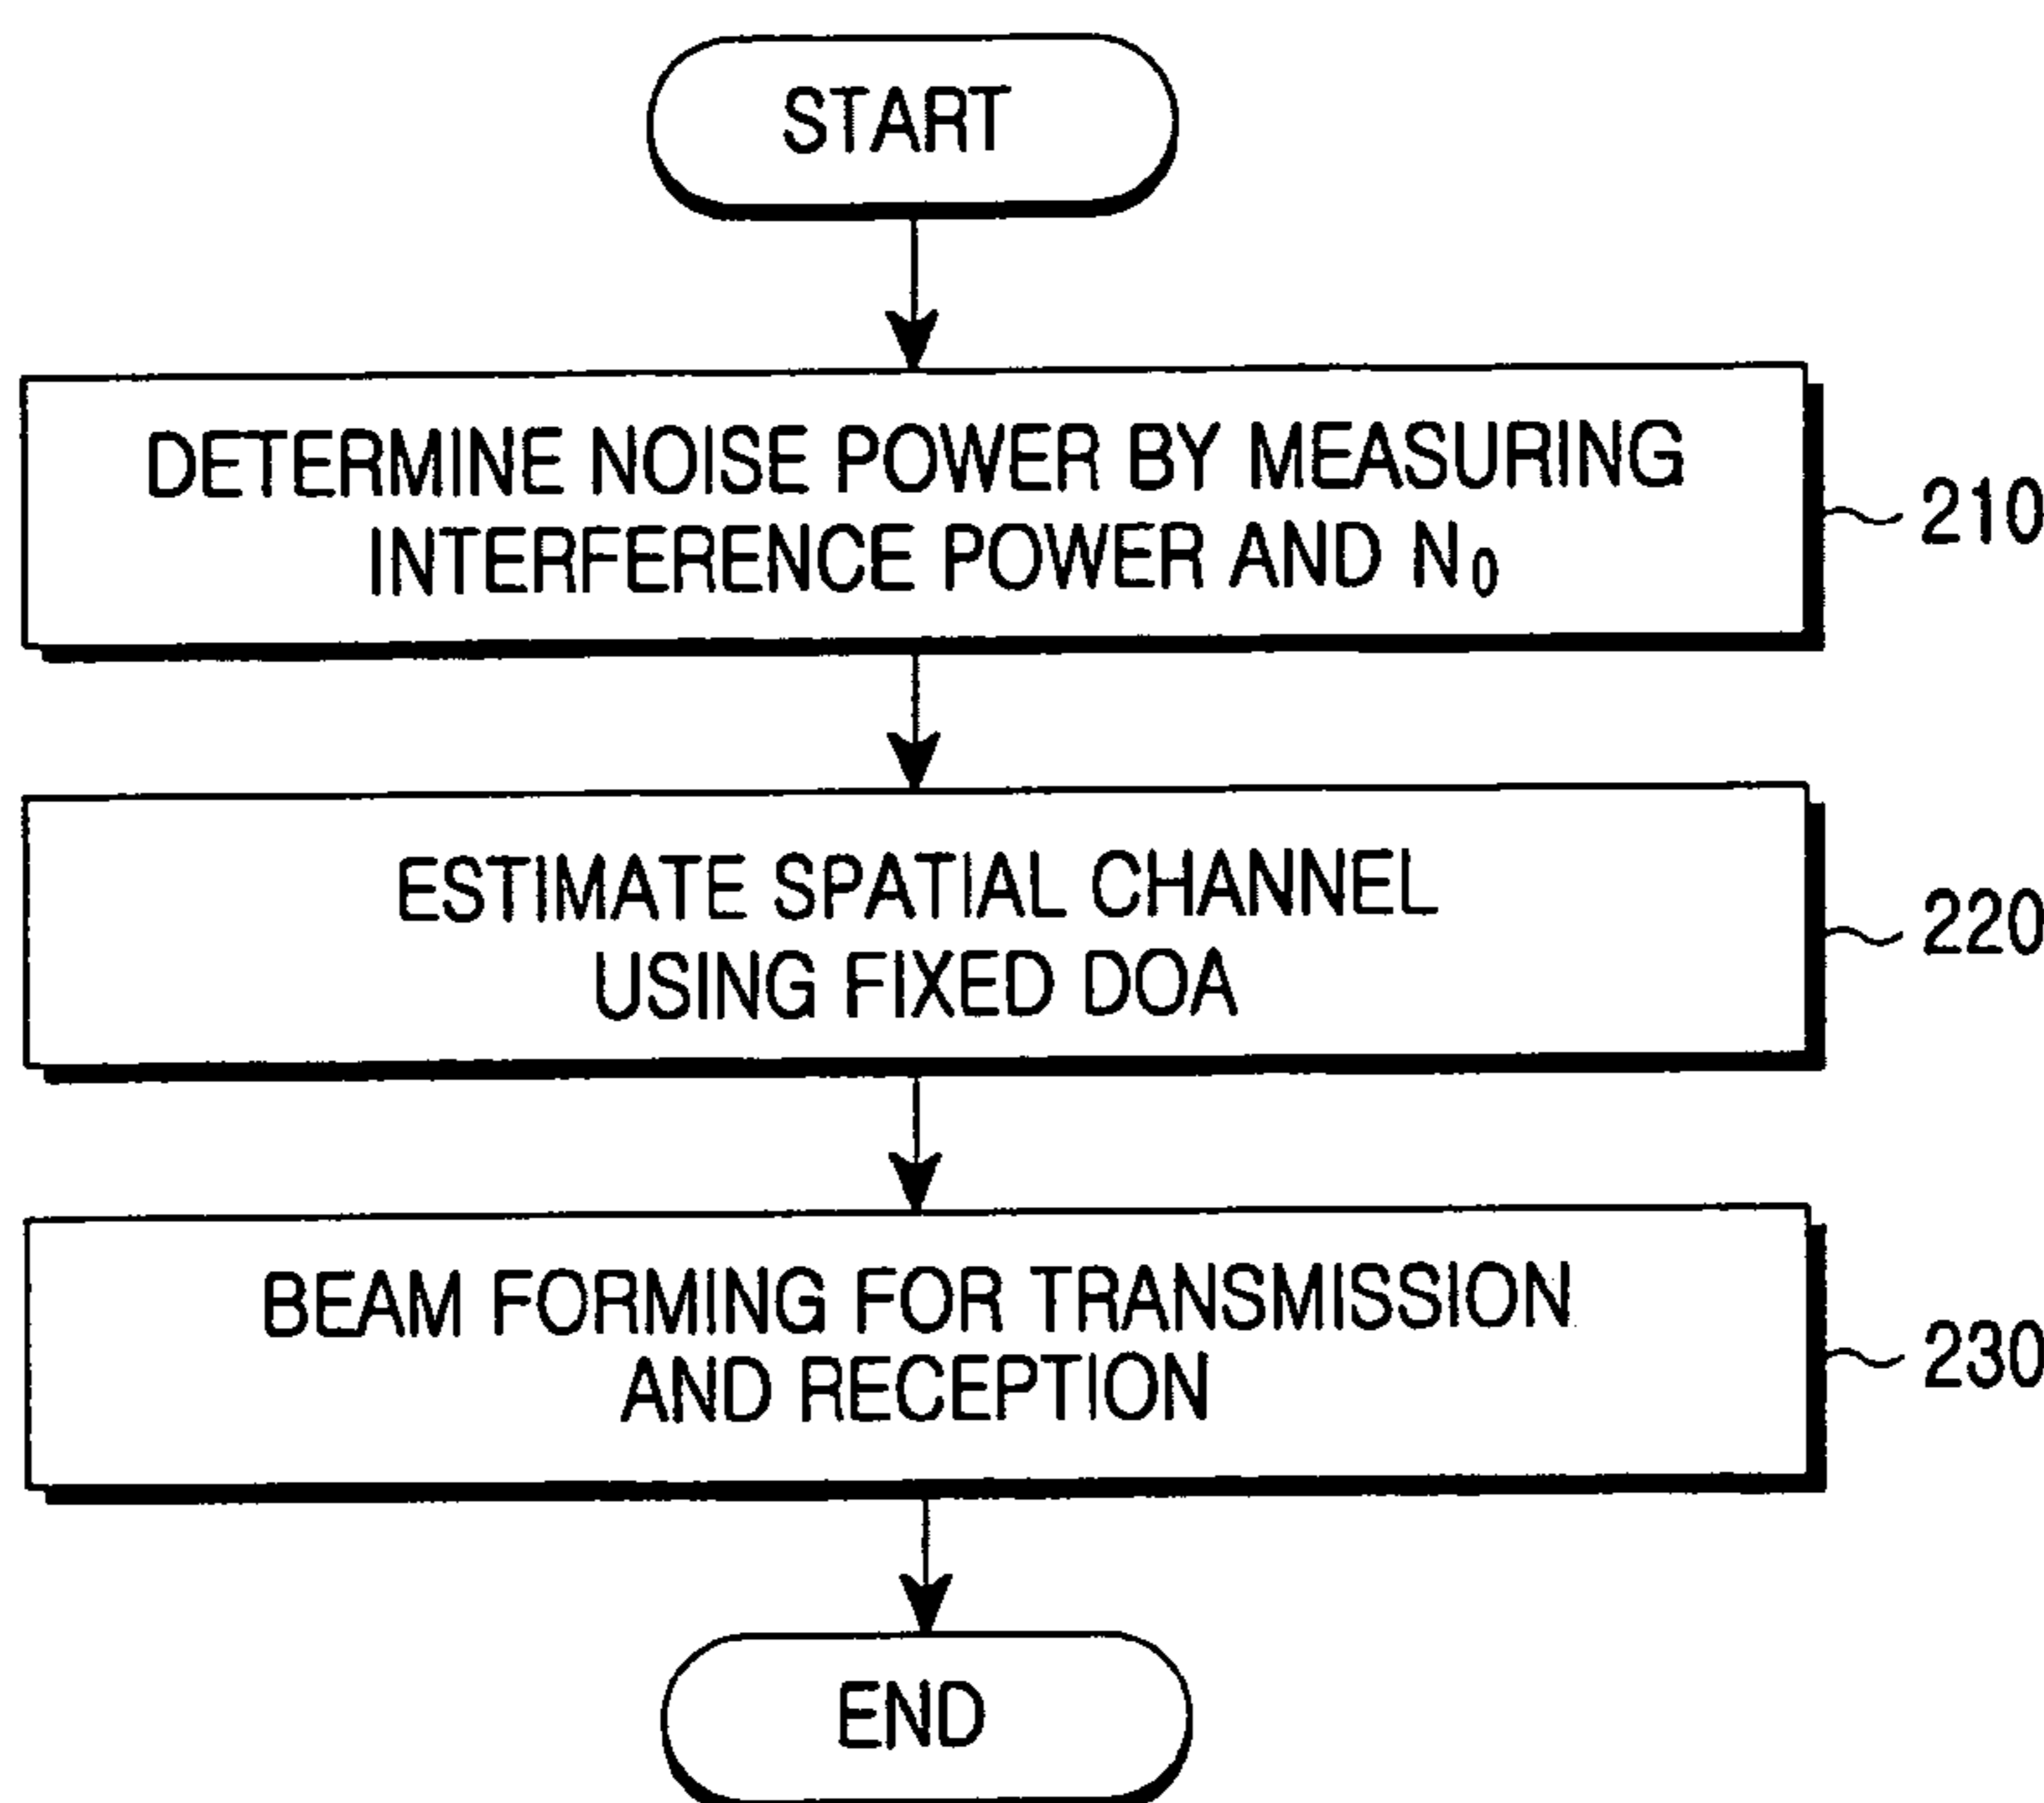 START
DETERMINE NOISE POWER BY MEASURING
INTERFERENCE POWER AND N₀
210
ESTIMATE SPATIAL CHANNEL
USING FIXED DOA
220
BEAM FORMING FOR TRANSMISSION
AND RECEPTION
230
END